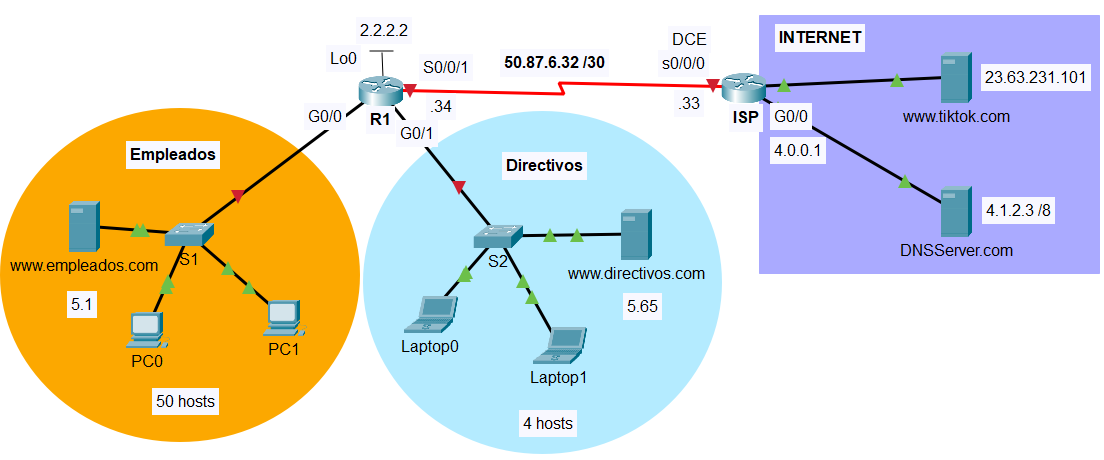 2.2.2.2
Lo0
S0/0/1
R1
.34
G0/0
G0/1
50.87.6.32 /30
DCE
s0/0/0
.33
ISP
INTERNET
23.63.231.101
www.tiktok.com
G0/0
4.0.0.1
4.1.2.3 /8
DNSServer.com
Empleados
www.empleados.com
S1
5.1
PC0
PC1
50 hosts
Directivos
S2
www.directivos.com
5.65
Laptop0
Laptop1
4 hosts